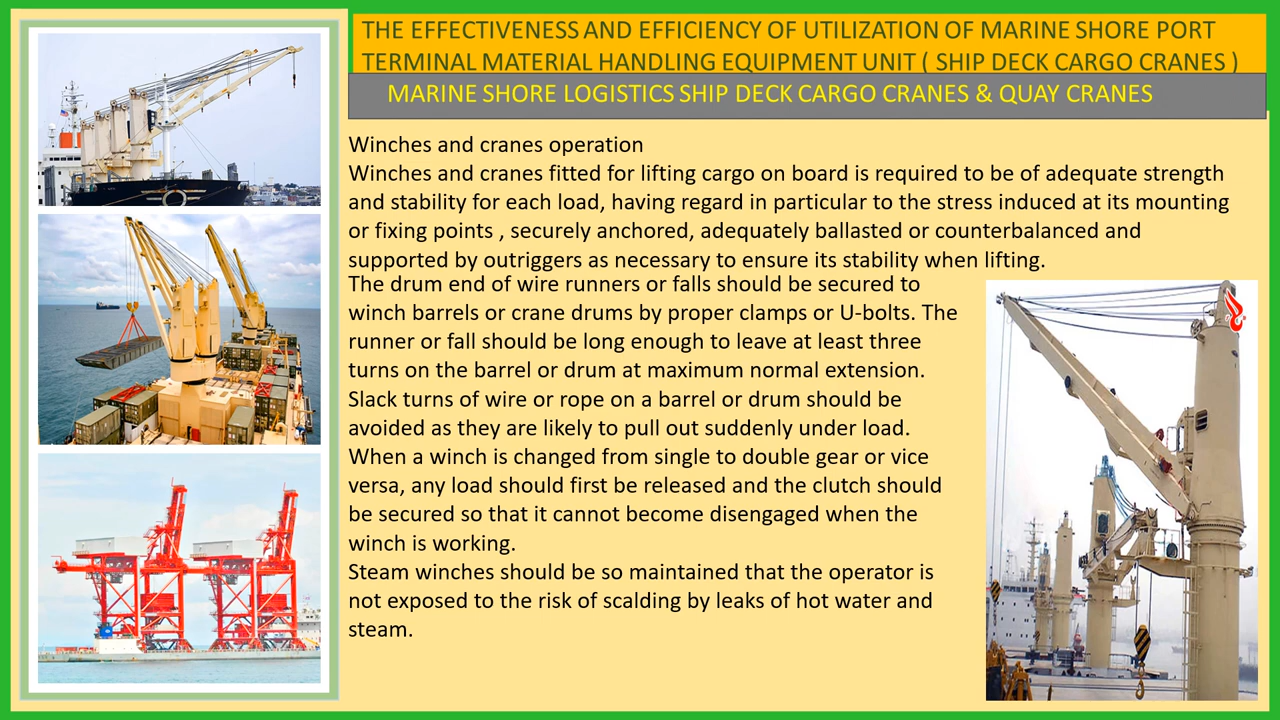 THE EFFECTIVENESS AND EFFICIENCY OF UTILIZATION OF MARINE SHORE PORT
TERMINAL MATERIAL HANDLING EQUIPMENT UNIT ( SHIP DECK CARGO CRANES )
MARINE SHORE LOGISTICS SHIP DECK CARGO CRANES & QUAY CRANES
Winches and cranes operation
Winches and cranes fitted for lifting cargo on board is required to be of adequate strength
and stability for each load, having regard in particular to the stress induced at its mounting
or fixing points , securely anchored, adequately ballasted or counterbalanced and
supported by outriggers as necessary to ensure its stability when lifting.
The drum end of wire runners or falls should be secured to
winch barrels or crane drums by proper clamps or U-bolts. The
runner or fall should be long enough to leave at least three
turns on the barrel or drum at maximum normal extension.
Slack turns of wire or rope on a barrel or drum should be
avoided as they are likely to pull out suddenly under load.
When a winch is changed from single to double gear or vice
versa, any load should first be released and the clutch should
be secured so that it cannot become disengaged when the
winch is working.
Steam winches should be so maintained that the operator is
not exposed to the risk of scalding by leaks of hot water and
steam.